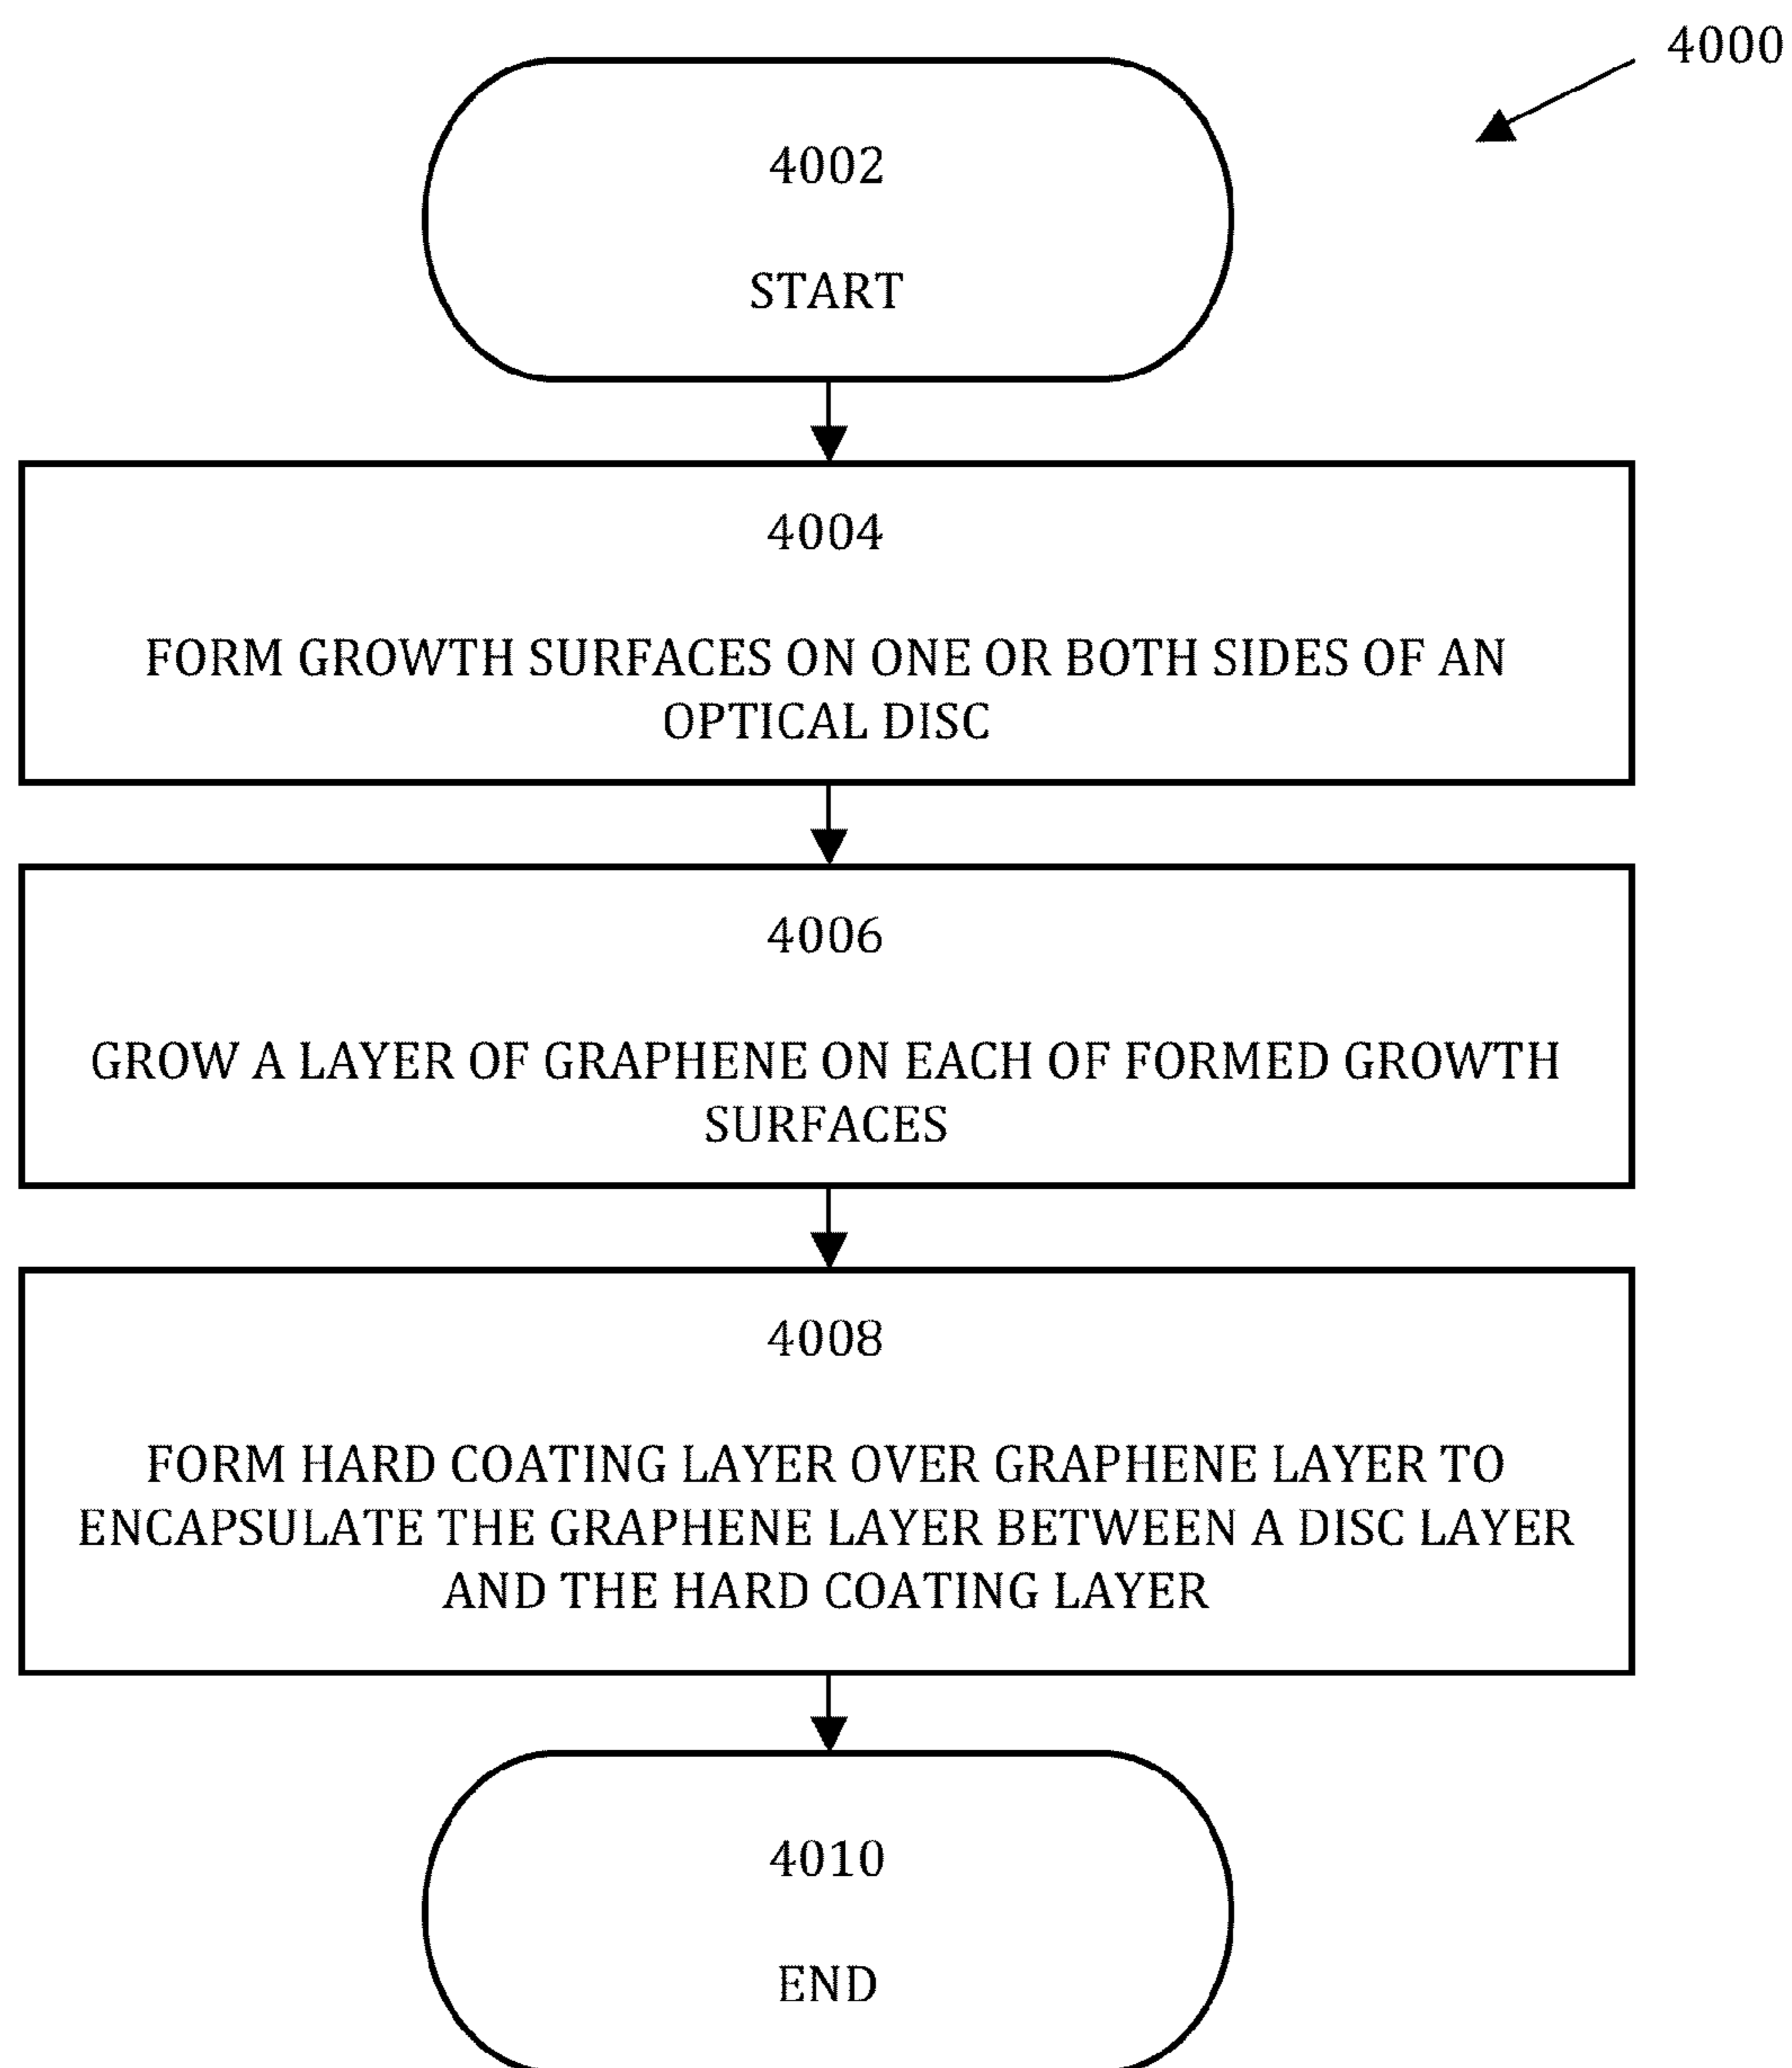 4000
4002
START
4004
FORM GROWTH SURFACES ON ONE OR BOTH SIDES OF AN
OPTICAL DISC
4006
GROW A LAYER OF GRAPHENE ON EACH OF FORMED GROWTH
SURFACES
4008
FORM HARD COATING LAYER OVER GRAPHENE LAYER TO
ENCAPSULATE THE GRAPHENE LAYER BETWEEN A DISC LAYER
AND THE HARD COATING LAYER
4010
END